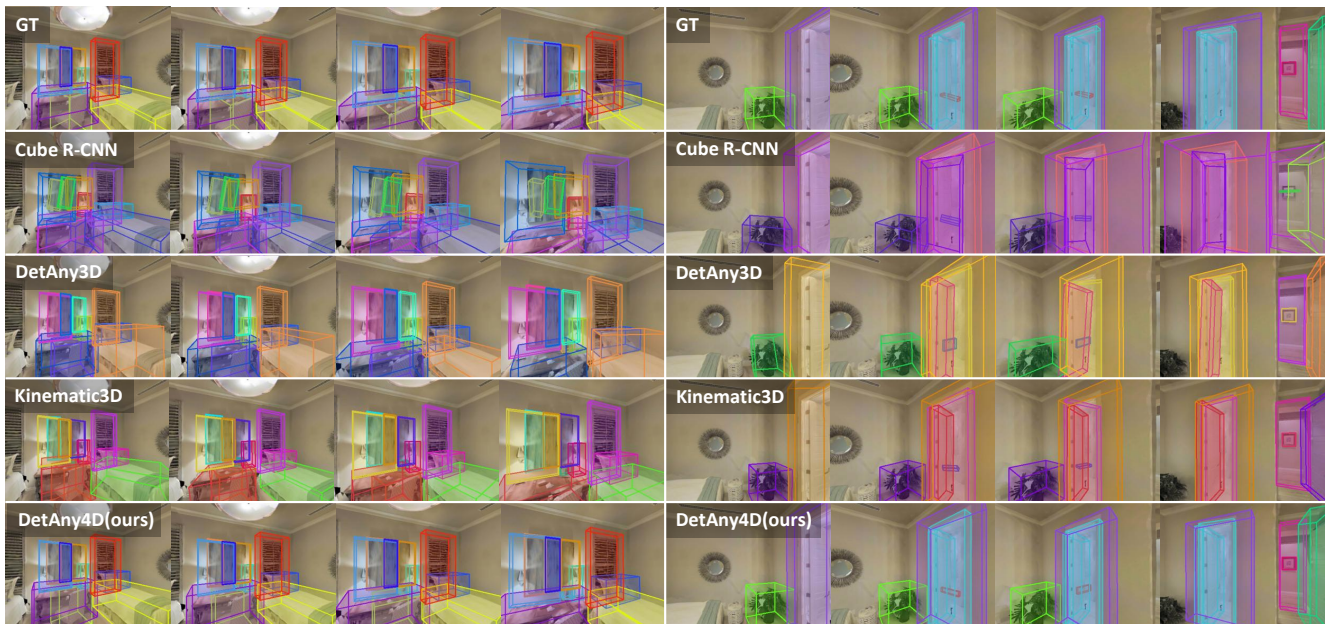 GT
GT
Cube R-CNN
Cube R-CNN
DetAny3D
DetAny3D
Kinematic3D
Kinematic3D
DetAny4D(ours)
DetAny4D(ours)